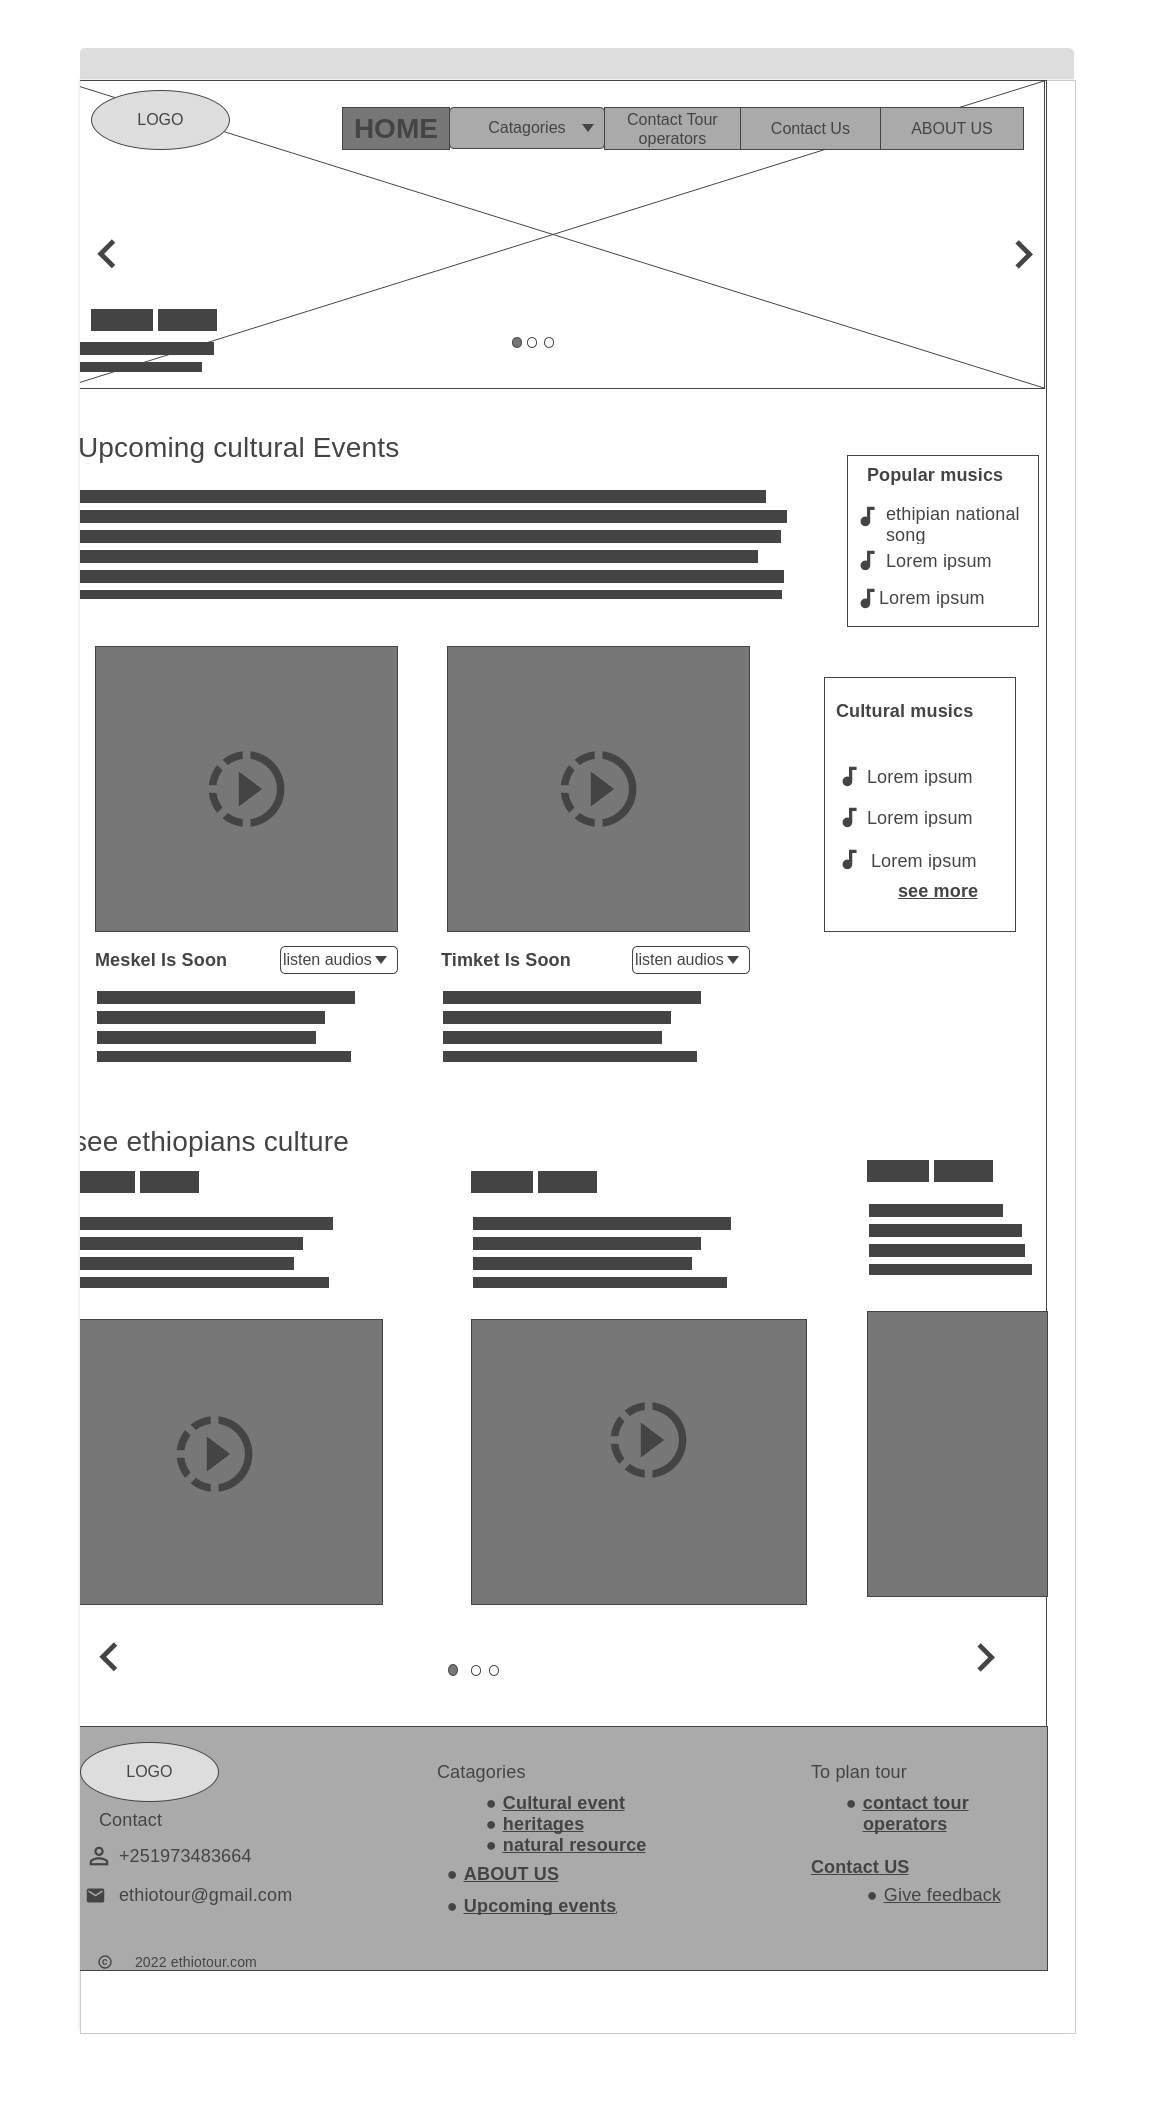 LOGO
HOME
Catagories
Contact Tour
operators
Contact Us
ABOUT US
Upcoming cultural Events
Popular musics
ethipian national
song
Lorem ipsum
Lorem ipsum
Cultural musics
Lorem ipsum
Lorem ipsum
Lorem ipsum
see more
Meskel Is Soon
listen audios
Timket Is Soon
listen audios
see ethiopians culture
LOGO
Contact
+251973483664
ethiotour@gmail.com
© 2022 ethiotour.com
Catagories
• Cultural event
• heritages
• natural resource
• ABOUT US
• Upcoming events
To plan tour
• contact tour
operators
Contact US
• Give feedback